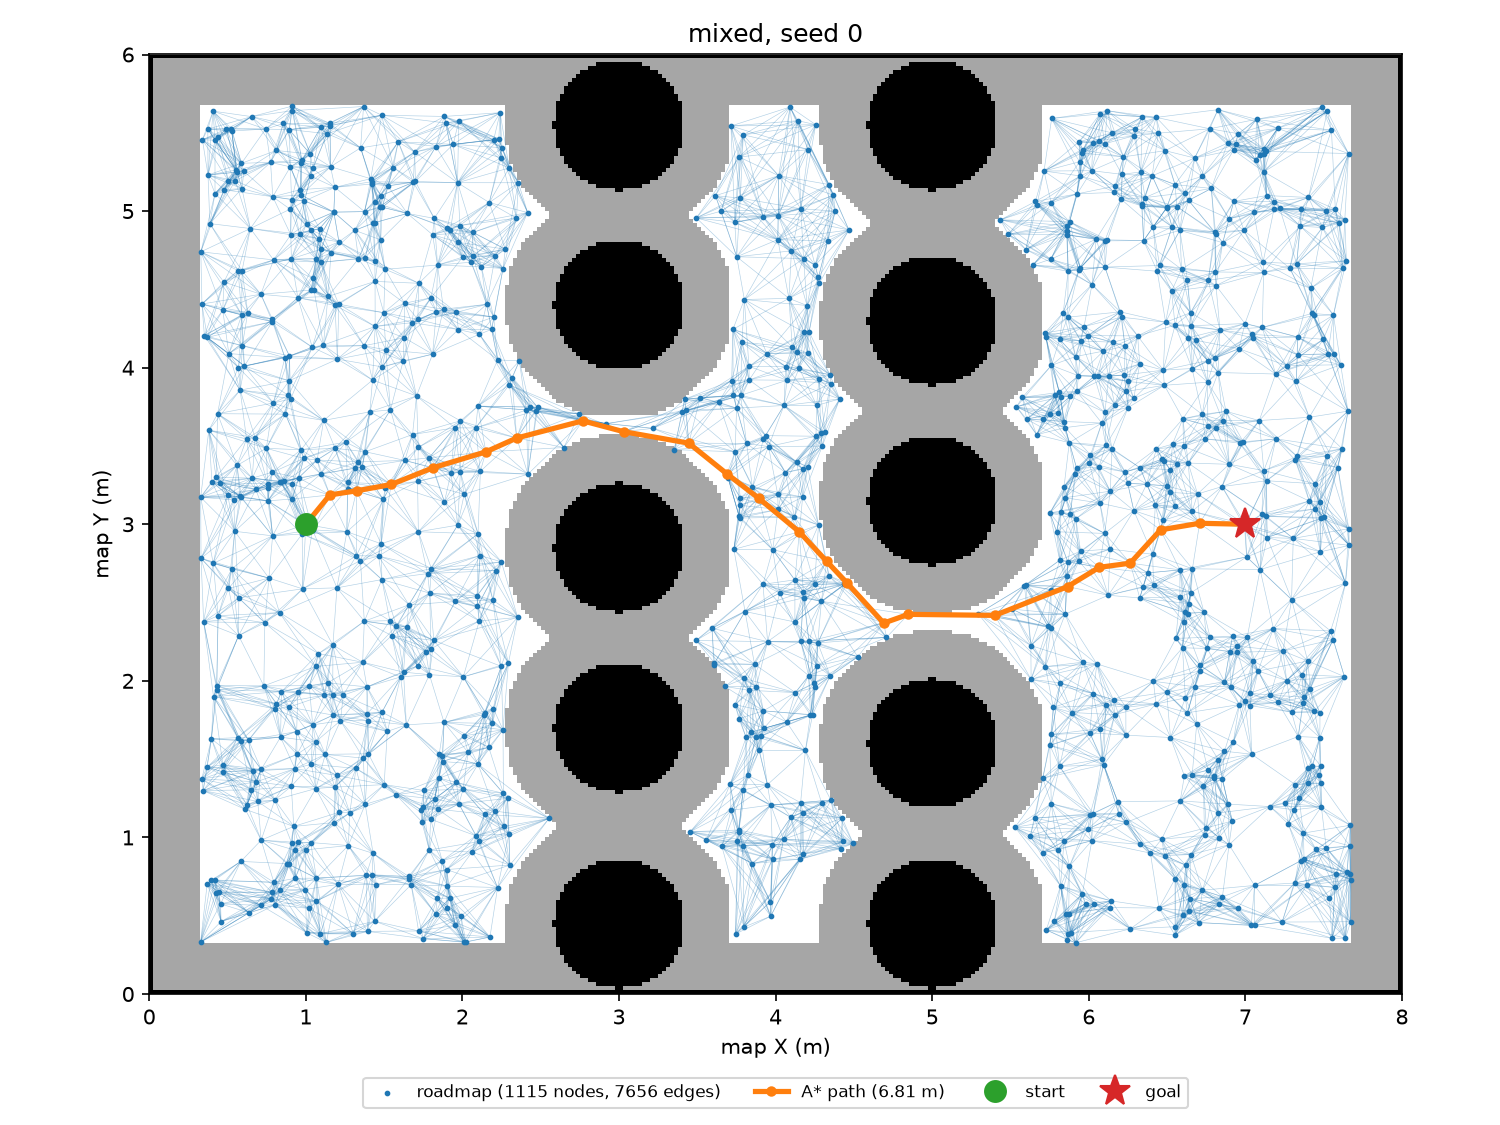 mixed, seed 0
6
5
4
3
2
1
0
map Y (m)
0 1 2 3 4 5 6 7 8
map X (m)
roadmap (1115 nodes, 7656 edges) A* path (6.81 m) start goal